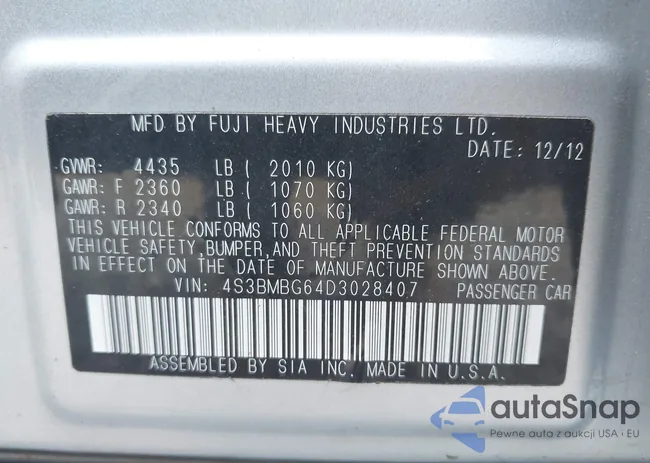 MFD BY FUJI HEAVY INDUSTRIES LTD.
DATE: 12/12
GVWR: 4435 LB ( 2010 KG)
GAWR: F 2360 LB ( 1070 KG)
GAWR: R 2340 LB ( 1060 KG)
THIS VEHICLE CONFORMS TO ALL APPLICABLE FEDERAL MOTOR
VEHICLE SAFETY,BUMPER,AND THEFT PREVENTION STANDARDS
IN EFFECT ON THE DATE OF MANUFACTURE SHOWN ABOVE.
VIN: 4S3BMBG64D3028407 PASSENGER CAR
ASSEMBLED BY SIA INC. MADE IN U.S.A.
autoSnap
Pewne auta z aukcji USA i EU